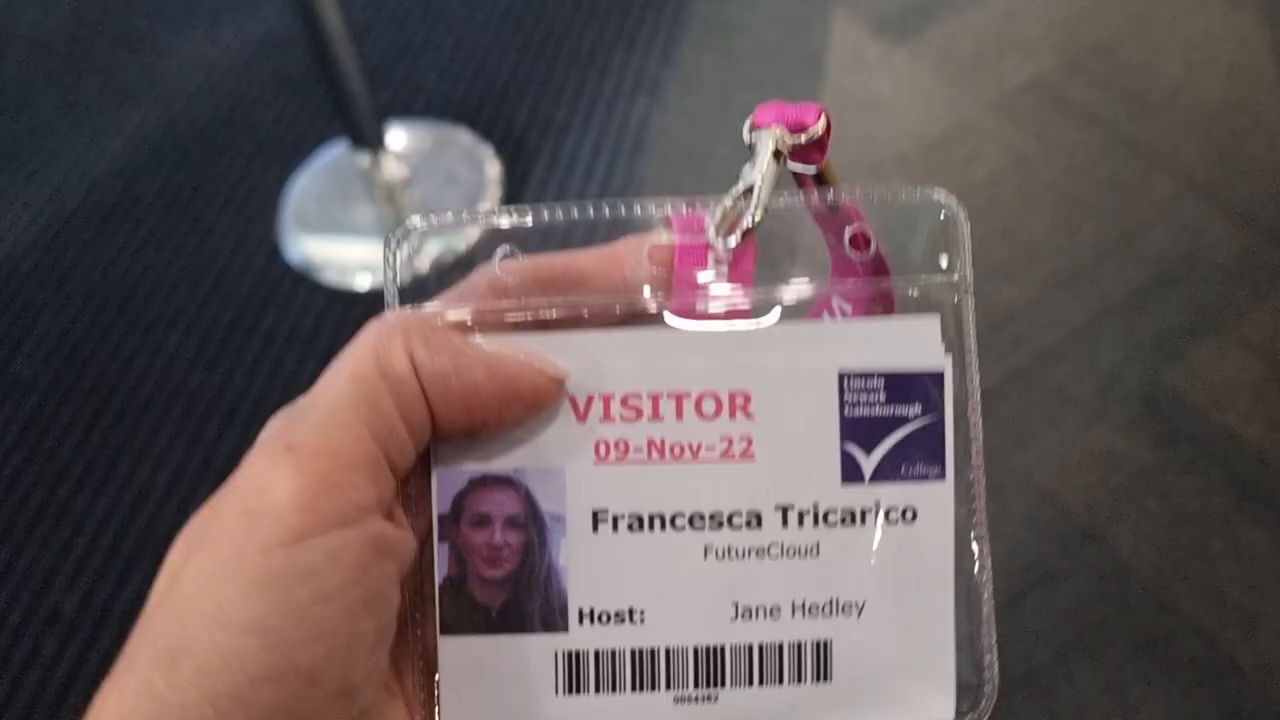 VISITOR
09-Nov-22
Lincoln
Newark
Gainsborough
College
Francesca Tricarico
FutureCloud
Host: Jane Hedley